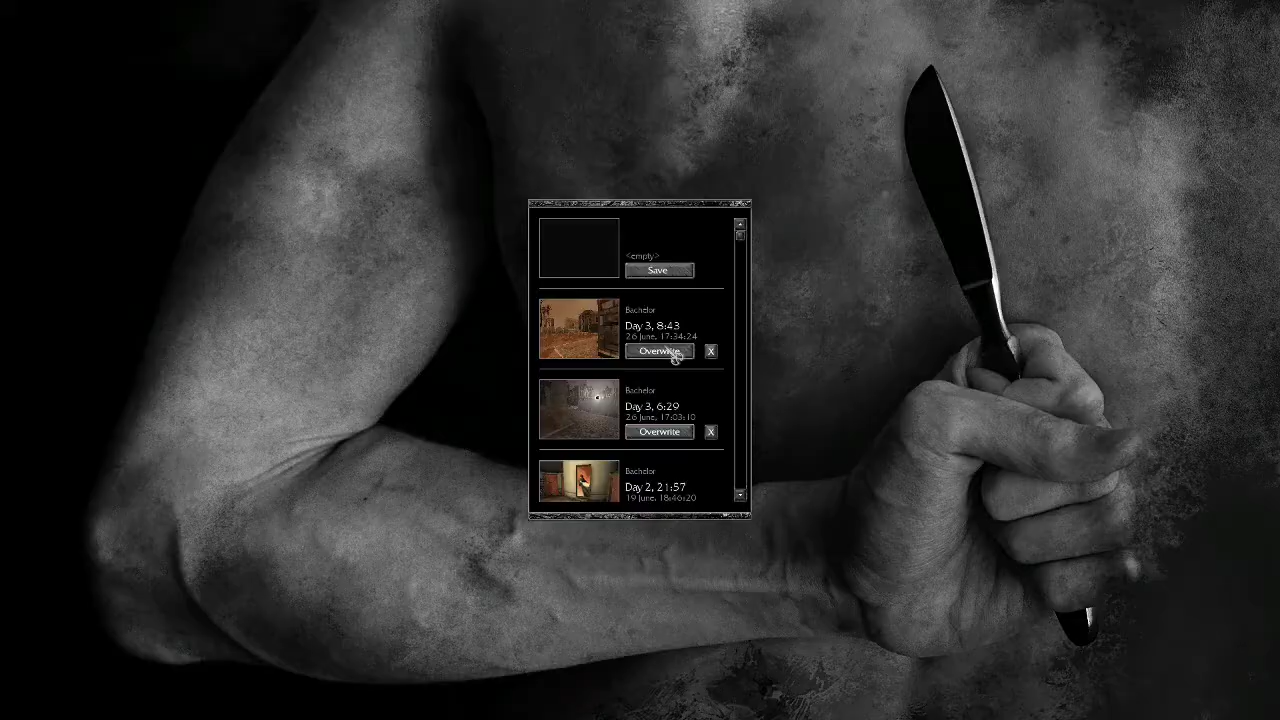 <empty>
Save
Bachelor
Day 3, 8:43
26 June, 17:34:24
Overwrite
X
Bachelor
Day 3, 6:29
26 June, 17:03:10
Overwrite
X
Bachelor
Day 2, 21:57
19 June, 18:46:20